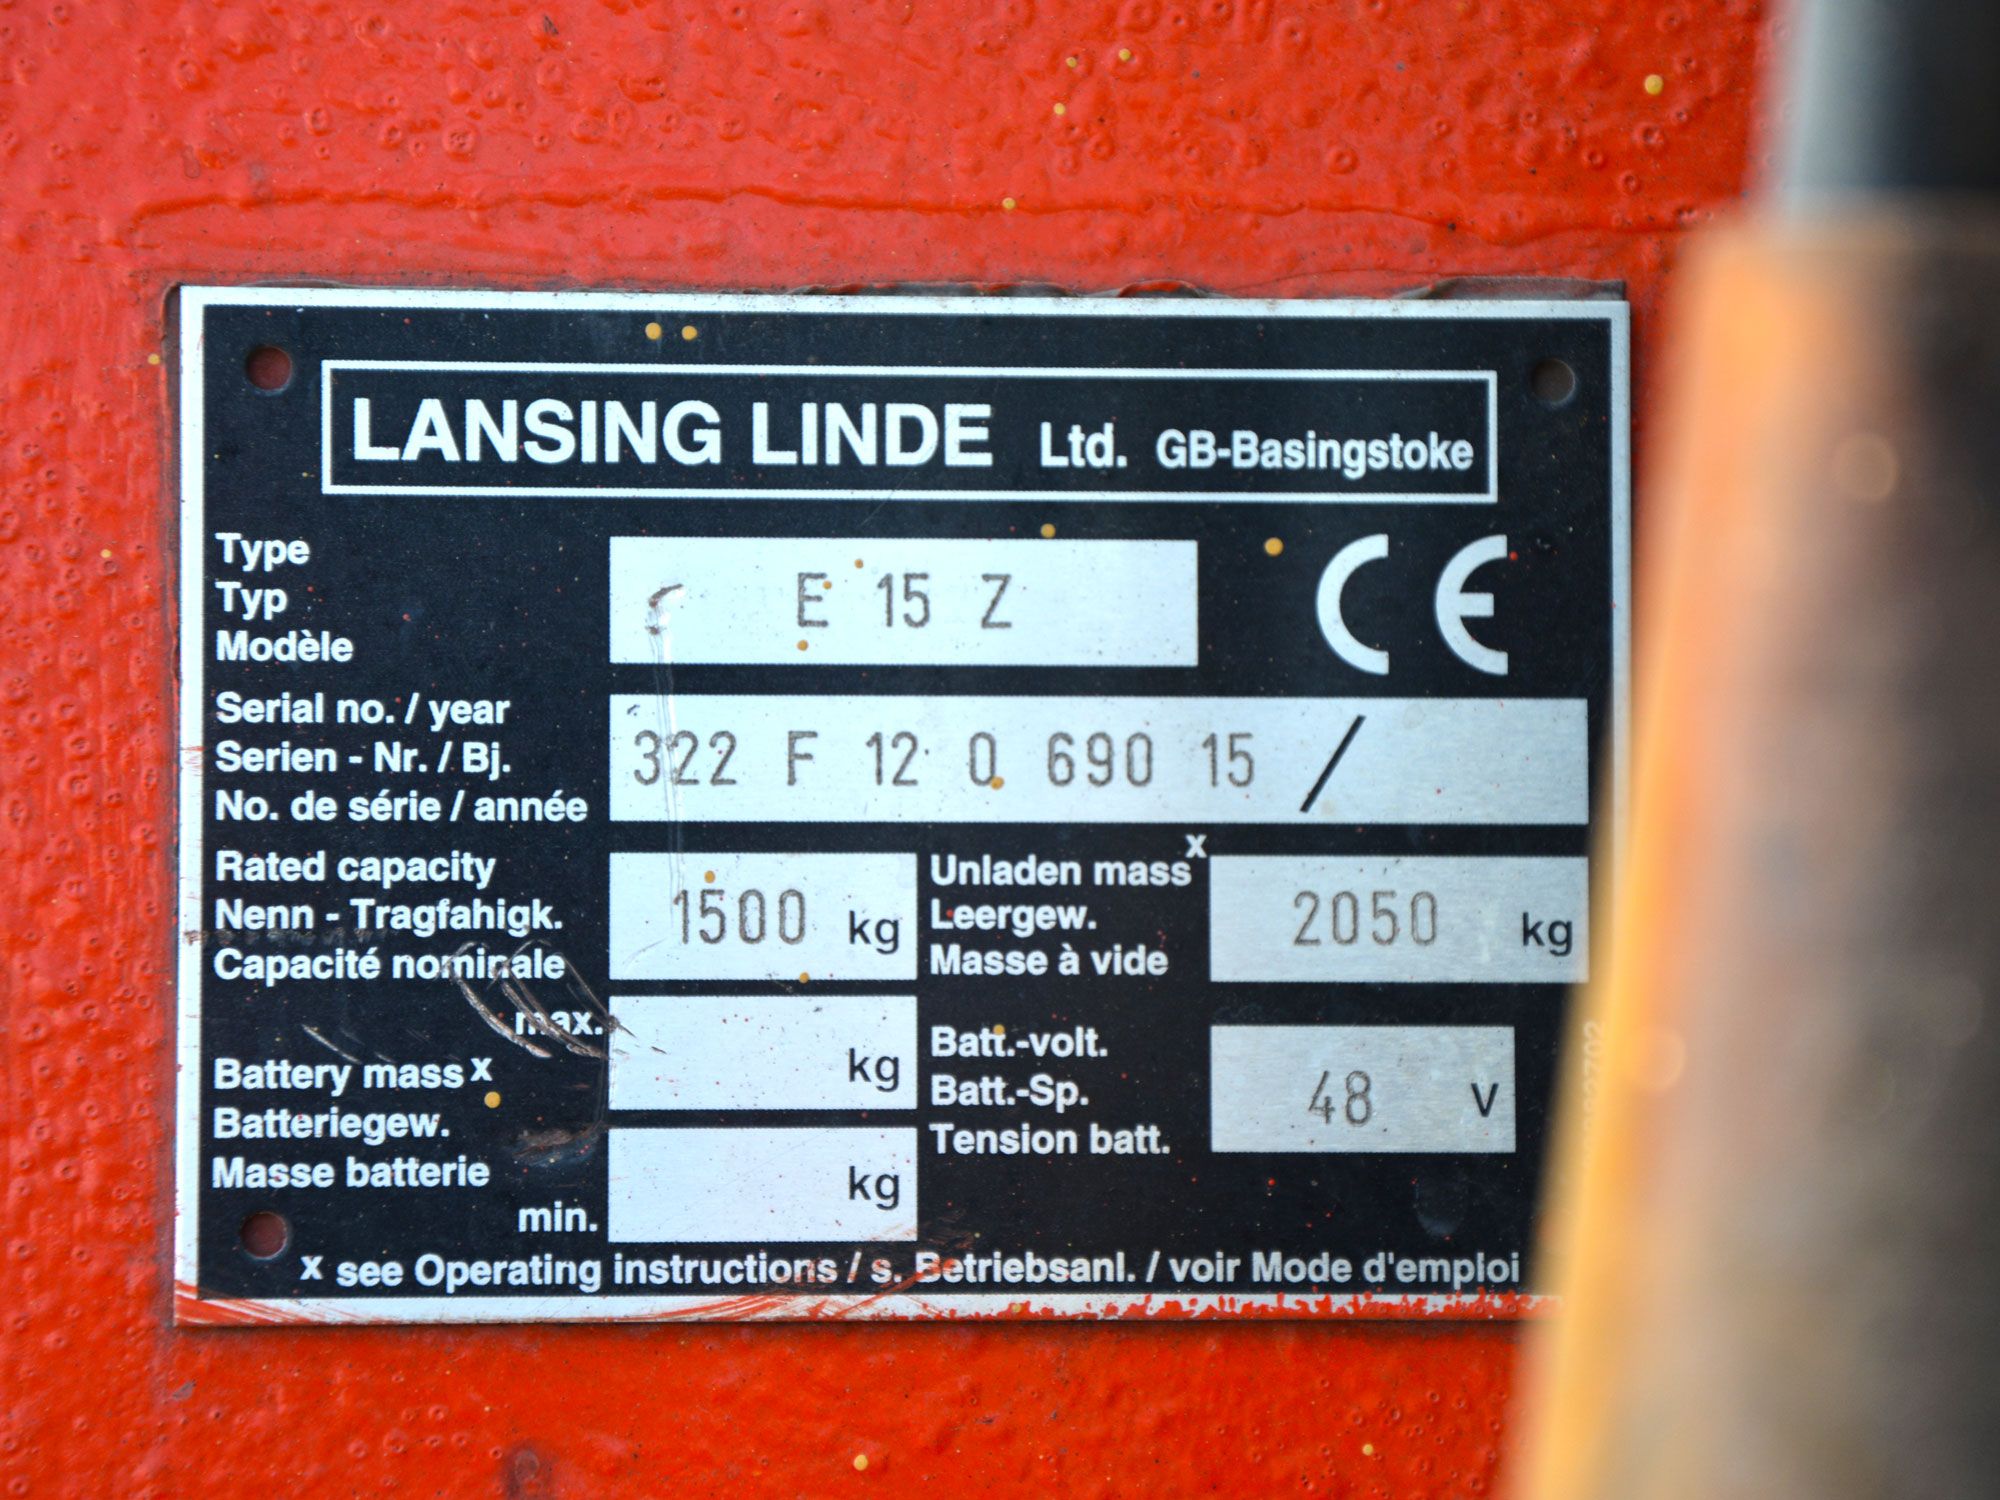 LANSING LINDE Ltd. GB-Basingstoke
Type
Typ
Modèle
E 15 Z
CE
Serial no. / year
Serien - Nr. / Bj.
No. de série / année
322 F 12 0 690 15 /
Rated capacity
Nenn - Tragfahigk.
Capacité nominale
1500 kg
Unladen mass x
Leergew.
Masse à vide
2050 kg
max.
kg
Battery mass x
Batteriegew.
Masse batterie
min.
kg
Batt.-volt.
Batt.-Sp.
Tension batt.
48 V
x see Operating instructions / s. Betriebsanl. / voir Mode d'emploi